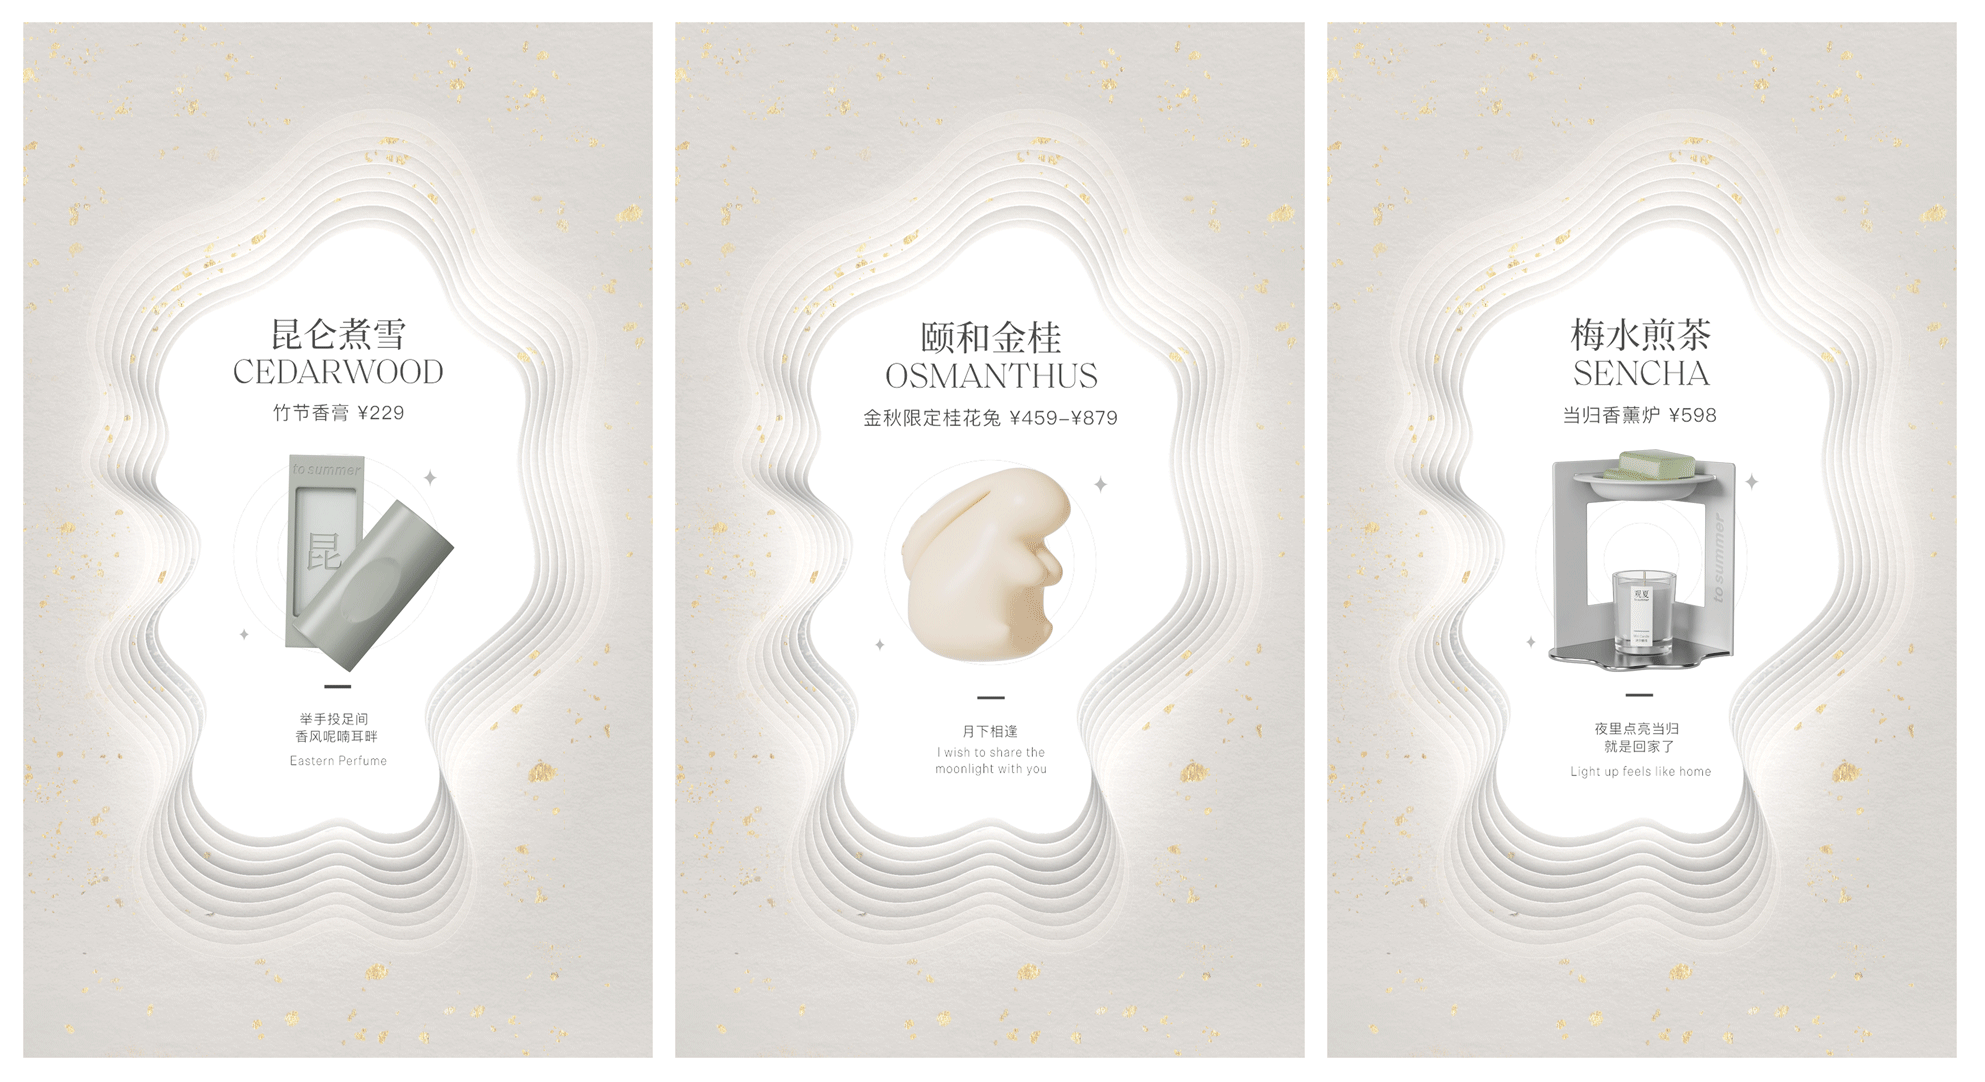 昆仑煮雪
CEDARWOOD
竹节香膏 ¥229
to summer
昆
举手投足间
香风呢喃耳畔
Eastern Perfume
颐和金桂
OSMANTHUS
金秋限定桂花兔 ¥459–¥879
月下相逢
I wish to share the
moonlight with you
梅水煎茶
SENCHA
当归香薰炉 ¥598
to summer
观夏
夜里点亮当归
就是回家了
Light up feels like home